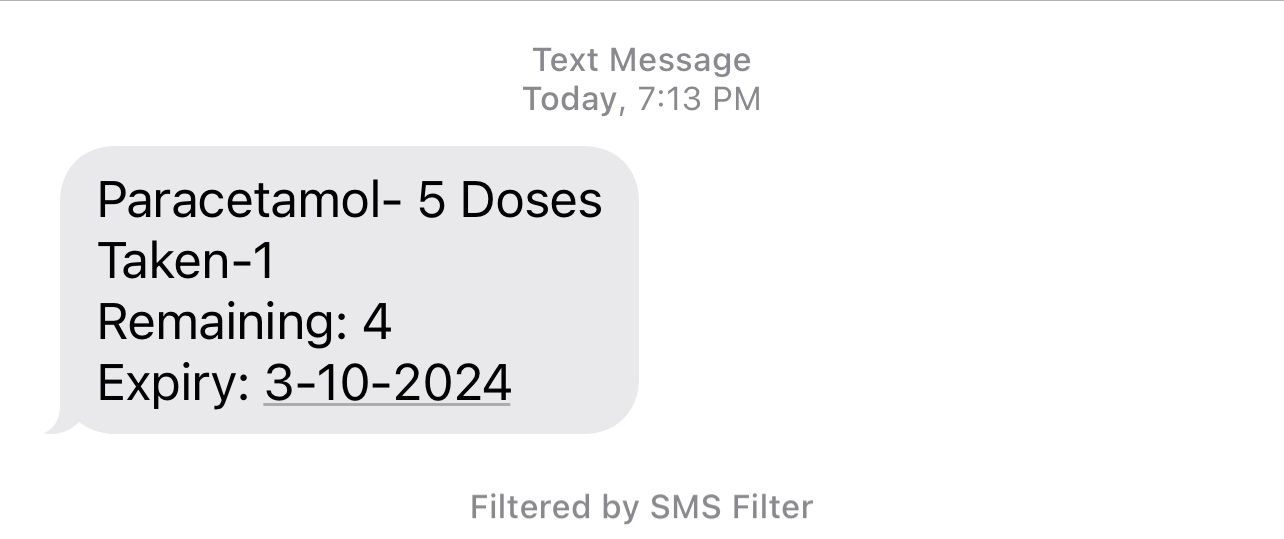 Text Message
Today, 7:13 PM
Paracetamol- 5 Doses
Taken-1
Remaining: 4
Expiry: 3-10-2024
Filtered by SMS Filter